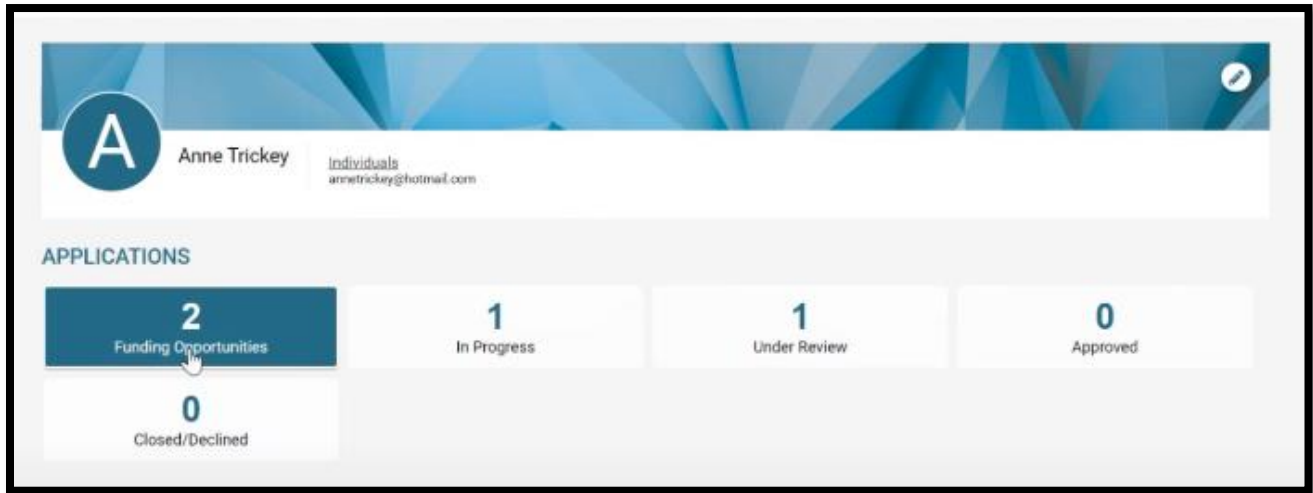 A
Anne Trickey
Individuals
annetrickey@hotmail.com
APPLICATIONS
2
Funding Opportunities
1
In Progress
1
Under Review
0
Approved
0
Closed/Declined